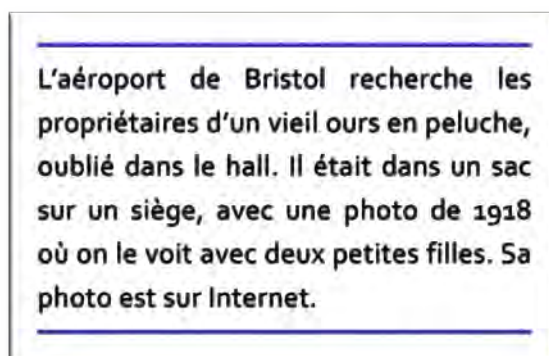 L'aéroport de Bristol recherche les
propriétaires d'un vieil ours en peluche,
oublié dans le hall. Il était dans un sac
sur un siège, avec une photo de 1918
où on le voit avec deux petites filles. Sa
photo est sur Internet.